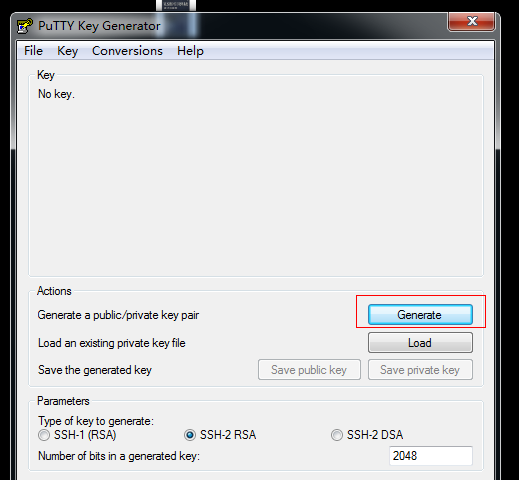 PuTTY Key Generator
File Key Conversions Help
Key
No key.
Actions
Generate a public/private key pair
Generate
Load an existing private key file
Load
Save the generated key
Save public key
Save private key
Parameters
Type of key to generate:
SSH-1 (RSA)
SSH-2 RSA
SSH-2 DSA
Number of bits in a generated key:
2048